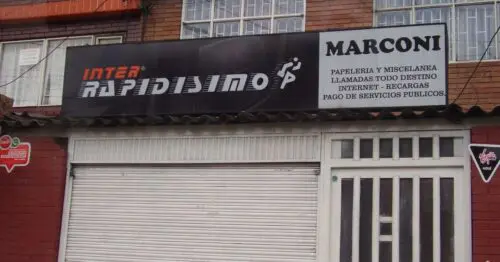 INTER®
RAPIDISIMO
MARCONI
PAPELERIA Y MISCELANEA
LLAMADAS TODO DESTINO
INTERNET - RECARGAS
PAGO DE SERVICIOS PUBLICOS.